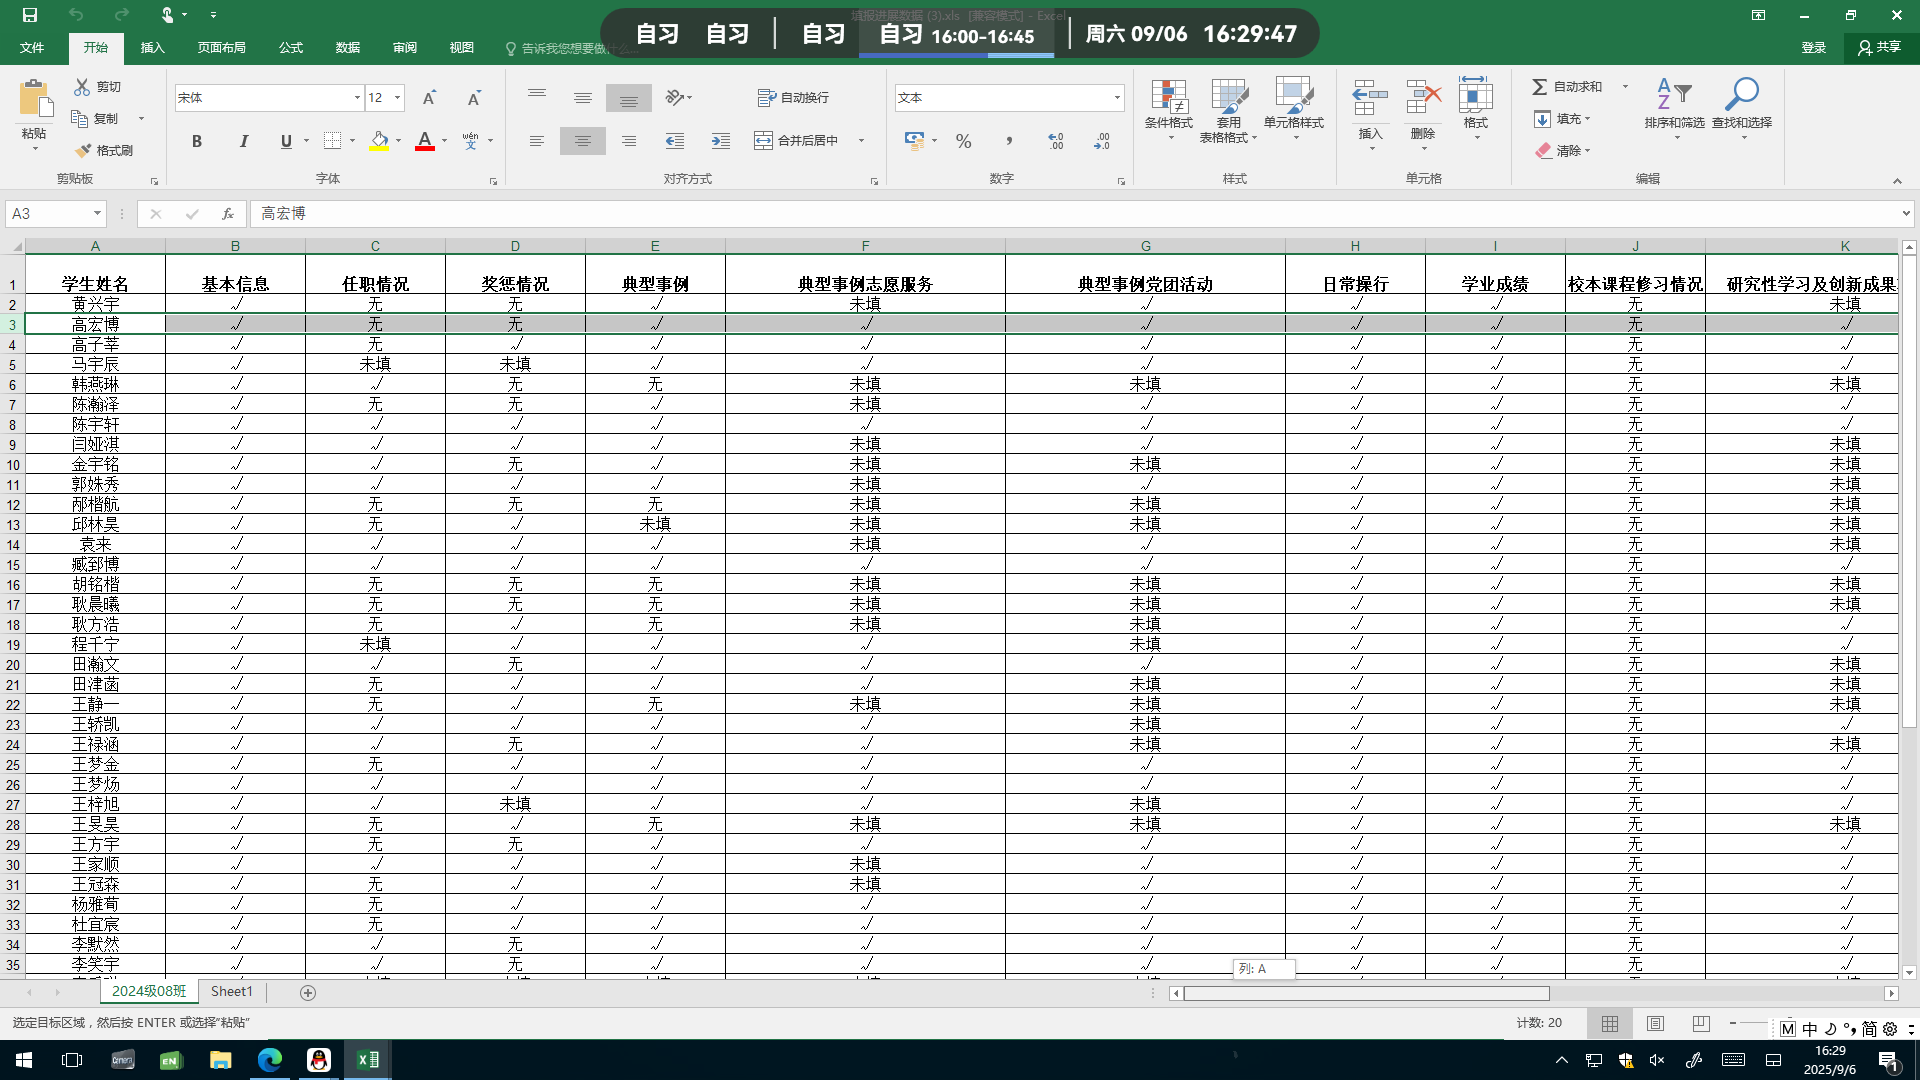 填报进展数据 (3).xls [兼容模式] - Excel
自习 自习 自习 自习 16:00-16:45 周六 09/06 16:29:47
文件 开始 插入 页面布局 公式 数据 审阅 视图 告诉我您想要做什么... 登录 共享
剪切 宋体 12 自动换行 文本 自动求和
复制 填充
粘贴 格式刷 B I U A wén 文 合并后居中 % , 条件格式 套用表格格式 单元格样式 插入 删除 格式 清除 排序和筛选 查找和选择
剪贴板 字体 对齐方式 数字 样式 单元格 编辑
A3 fx 高宏博
A B C D E F G H I J K
1 学生姓名 基本信息 任职情况 奖惩情况 典型事例 典型事例志愿服务 典型事例党团活动 日常操行 学业成绩 校本课程修习情况 研究性学习及创新成果
2 黄兴宇 √ 无 无 √ 未填 √ √ √ 无 未填
3 高宏博 √ 无 无 √ √ √ √ √ 无 √
4 高子莘 √ 无 √ √ √ √ √ √ 无 √
5 马宇辰 √ 未填 未填 √ √ √ √ √ 无 √
6 韩燕琳 √ √ 无 无 未填 未填 √ √ 无 未填
7 陈瀚泽 √ 无 无 √ 未填 √ √ √ 无 √
8 陈宇轩 √ √ √ √ √ √ √ √ 无 √
9 闫娅淇 √ √ √ √ 未填 √ √ √ 无 未填
10 金宇铭 √ √ 无 √ 未填 未填 √ √ 无 未填
11 郭姝秀 √ √ √ √ 未填 √ √ √ 无 未填
12 邴楷航 √ 无 无 无 未填 未填 √ √ 无 未填
13 邱林昊 √ 无 √ 未填 未填 未填 √ √ 无 未填
14 袁来 √ √ √ √ 未填 √ √ √ 无 未填
15 臧郅博 √ √ √ √ √ √ √ √ 无 √
16 胡铭楷 √ 无 无 无 未填 未填 √ √ 无 未填
17 耿晨曦 √ 无 无 无 未填 未填 √ √ 无 未填
18 耿方浩 √ 无 √ 无 未填 未填 √ √ 无 √
19 程千宁 √ 未填 √ √ √ 未填 √ √ 无 √
20 田瀚文 √ √ 无 √ √ √ √ √ 无 未填
21 田津菡 √ 无 √ √ √ 未填 √ √ 无 未填
22 王静一 √ 无 √ 无 未填 未填 √ √ 无 未填
23 王轿凯 √ √ √ √ √ 未填 √ √ 无 √
24 王禄涵 √ √ 无 √ √ 未填 √ √ 无 未填
25 王梦金 √ 无 √ √ √ √ √ √ 无 √
26 王梦炀 √ √ √ √ √ √ √ √ 无 √
27 王梓旭 √ √ 未填 √ √ 未填 √ √ 无 √
28 王旻昊 √ 无 √ 无 未填 未填 √ √ 无 未填
29 王方宇 √ 无 无 √ √ √ √ √ 无 √
30 王家顺 √ √ √ √ 未填 √ √ √ 无 √
31 王冠森 √ 无 √ √ 未填 √ √ √ 无 √
32 杨雅萄 √ 无 √ √ √ √ √ √ 无 √
33 杜宜宸 √ 无 √ √ √ √ √ √ 无 √
34 李默然 √ √ 无 √ √ √ √ √ 无 √
35 李笑宇 √ √ 无 √ √ √ √ √ 无 √
列: A
2024级08班 Sheet1
选定目标区域，然后按 ENTER 或选择"粘贴" 计数: 20
M 中 简
EN 16:29
2025/9/6 1